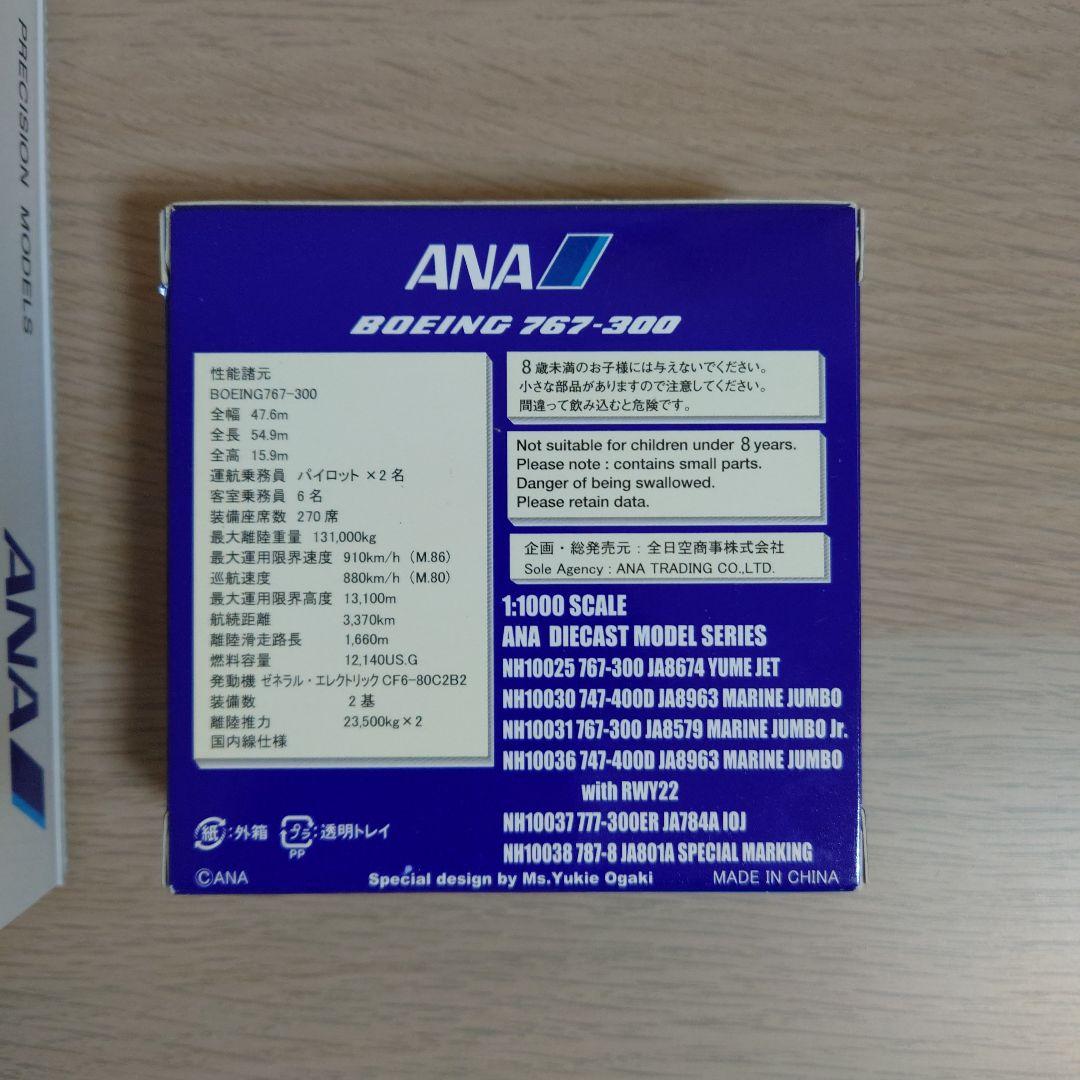 PRECISION MODELS
ANA
ANA
BOEING 767-300
性能諸元
BOEING767-300
全幅 47.6m
全長 54.9m
全高 15.9m
運航乗務員 パイロット ×2名
客室乗務員 6名
装備座席数 270席
最大離陸重量 131,000kg
最大運用限界速度 910km/h (M.86)
巡航速度 880km/h (M.80)
最大運用限界高度 13,100m
航続距離 3,370km
離陸滑走路長 1,660m
燃料容量 12,140US.G
発動機 ゼネラル・エレクトリック CF6-80C2B2
装備数 2基
離陸推力 23,500kg×2
国内線仕様
8歳未満のお子様には与えないでください。
小さな部品がありますので注意してください。
間違って飲み込むと危険です。
Not suitable for children under 8 years.
Please note : contains small parts.
Danger of being swallowed.
Please retain data.
企画・総発売元 : 全日空商事株式会社
Sole Agency : ANA TRADING CO.,LTD.
1:1000 SCALE
ANA DIECAST MODEL SERIES
NH10025 767-300 JA8674 YUME JET
NH10030 747-400D JA8963 MARINE JUMBO
NH10031 767-300 JA8579 MARINE JUMBO Jr.
NH10036 747-400D JA8963 MARINE JUMBO
with RWY22
NH10037 777-300ER JA784A IOJ
NH10038 787-8 JA801A SPECIAL MARKING
紙:外箱 プラ:透明トレイ
PP
©ANA Special design by Ms.Yukie Ogaki MADE IN CHINA